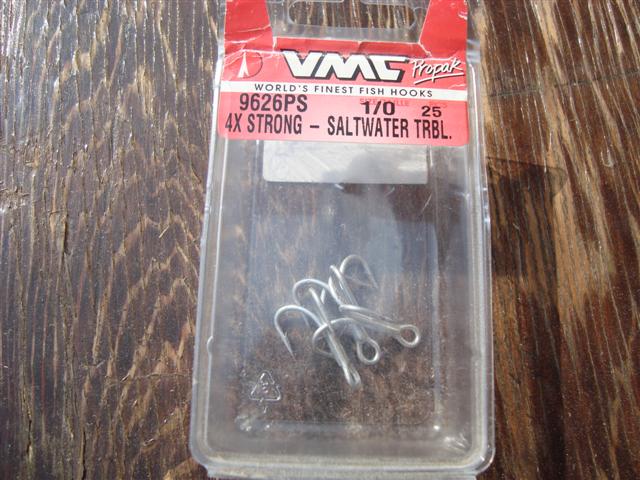 VMC Propak
WORLD'S FINEST FISH HOOKS
9626PS 1/0 25
4X STRONG – SALTWATER TRBL.